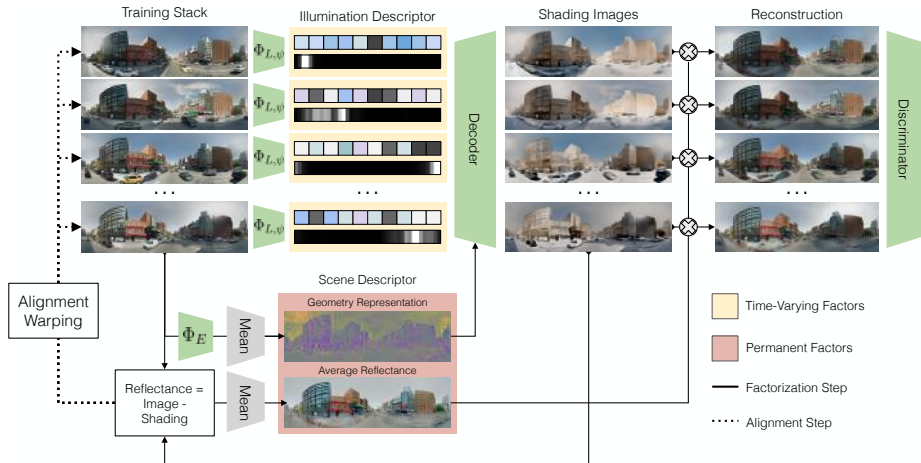 Training Stack
Illumination Descriptor
Shading Images
Reconstruction
Φ_{L,ψ}
Φ_{L,ψ}
Φ_{L,ψ}
...
...
...
...
Φ_{L,ψ}
Decoder
Discriminator
Scene Descriptor
Geometry Representation
Alignment
Warping
Φ_E
Mean
Average Reflectance
Reflectance =
Image -
Shading
Mean
Time-Varying Factors
Permanent Factors
Factorization Step
Alignment Step